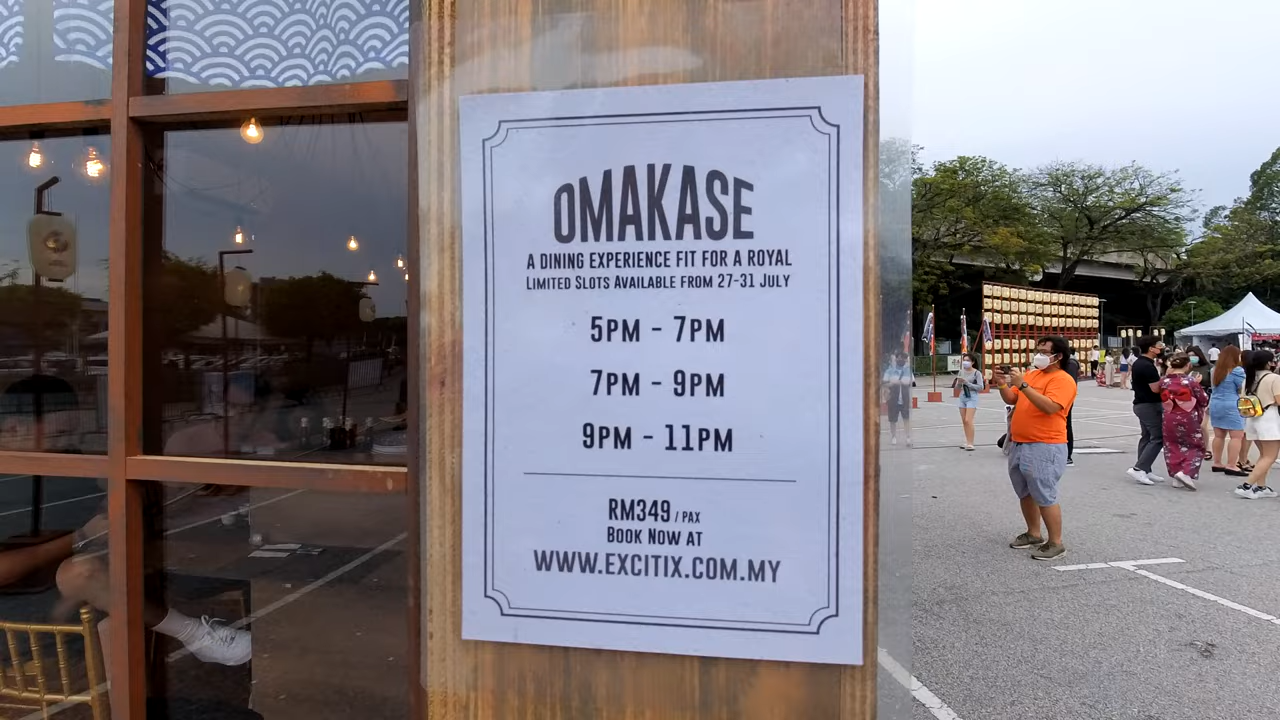 OMAKASE
A DINING EXPERIENCE FIT FOR A ROYAL
LIMITED SLOTS AVAILABLE FROM 27-31 JULY
5PM - 7PM
7PM - 9PM
9PM - 11PM
RM349 / PAX
BOOK NOW AT
WWW.EXCITIX.COM.MY